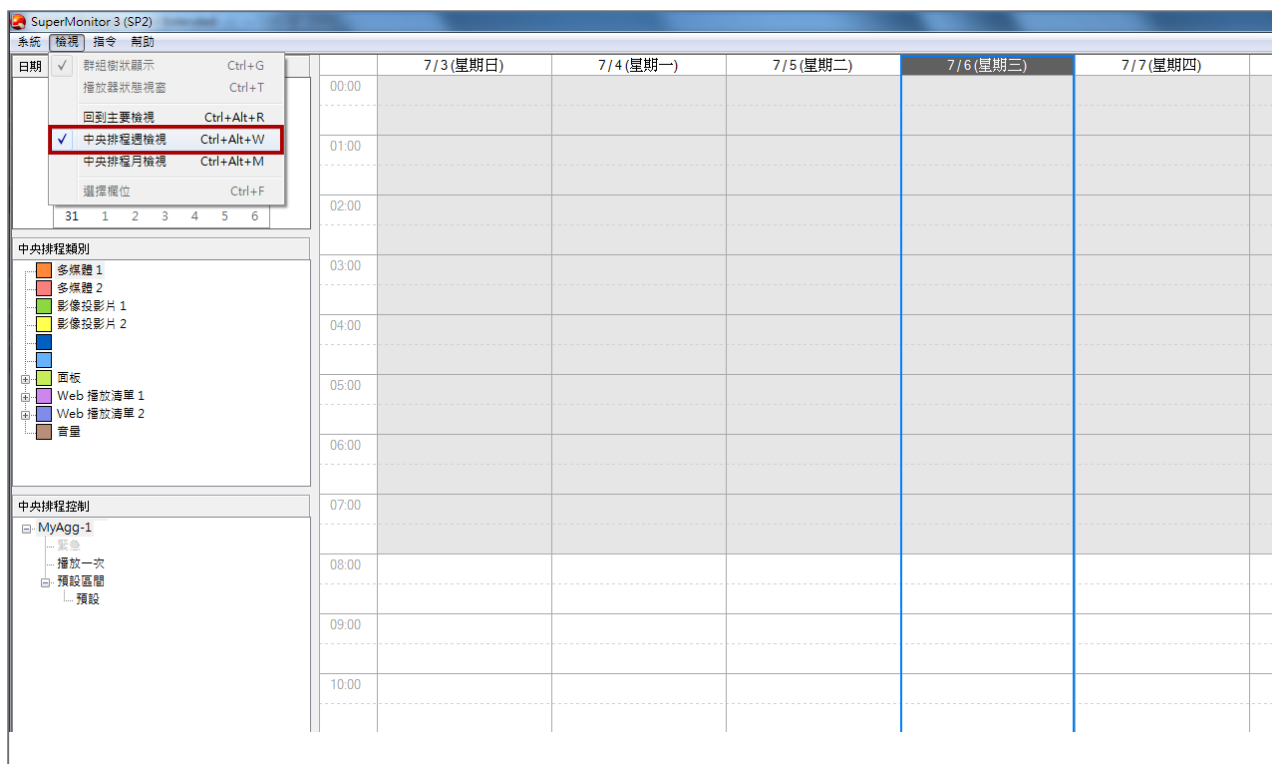 SuperMonitor 3 (SP2)
系統 檢視 指令 幫助
日期
✓ 群組樹狀顯示 Ctrl+G
播放器狀態視窗 Ctrl+T
回到主要檢視 Ctrl+Alt+R
✓ 中央排程週檢視 Ctrl+Alt+W
中央排程月檢視 Ctrl+Alt+M
選擇欄位 Ctrl+F
31 1 2 3 4 5 6
中央排程類別
多煤體 1
多煤體 2
影像投影片 1
影像投影片 2
面板
Web 播放清單 1
Web 播放清單 2
音量
中央排程控制
MyAgg-1
緊急
播放一次
預設區間
預設
7/3(星期日) 7/4(星期一) 7/5(星期二) 7/6(星期三) 7/7(星期四)
00:00
01:00
02:00
03:00
04:00
05:00
06:00
07:00
08:00
09:00
10:00